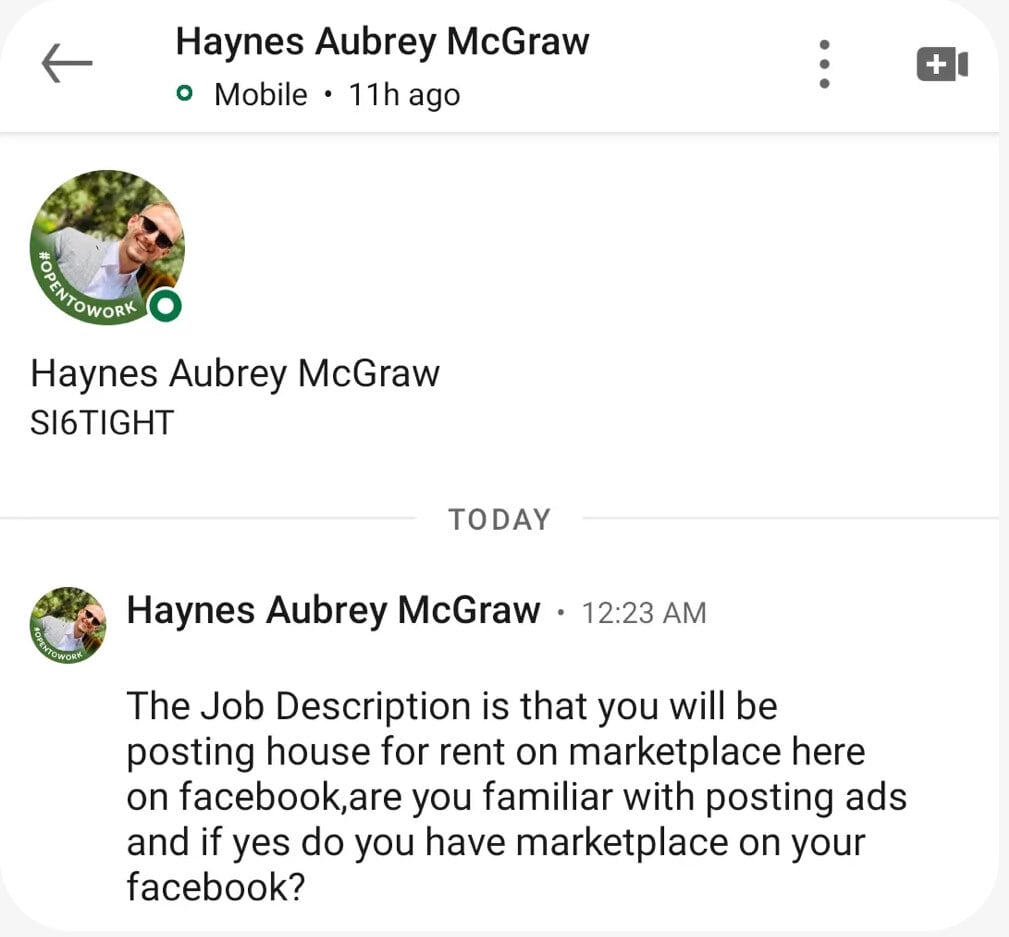 Haynes Aubrey McGraw
Mobile • 11h ago
#OPENTOWORK
Haynes Aubrey McGraw
SI6TIGHT
TODAY
Haynes Aubrey McGraw • 12:23 AM
#OPENTOWORK
The Job Description is that you will be
posting house for rent on marketplace here
on facebook,are you familiar with posting ads
and if yes do you have marketplace on your
facebook?